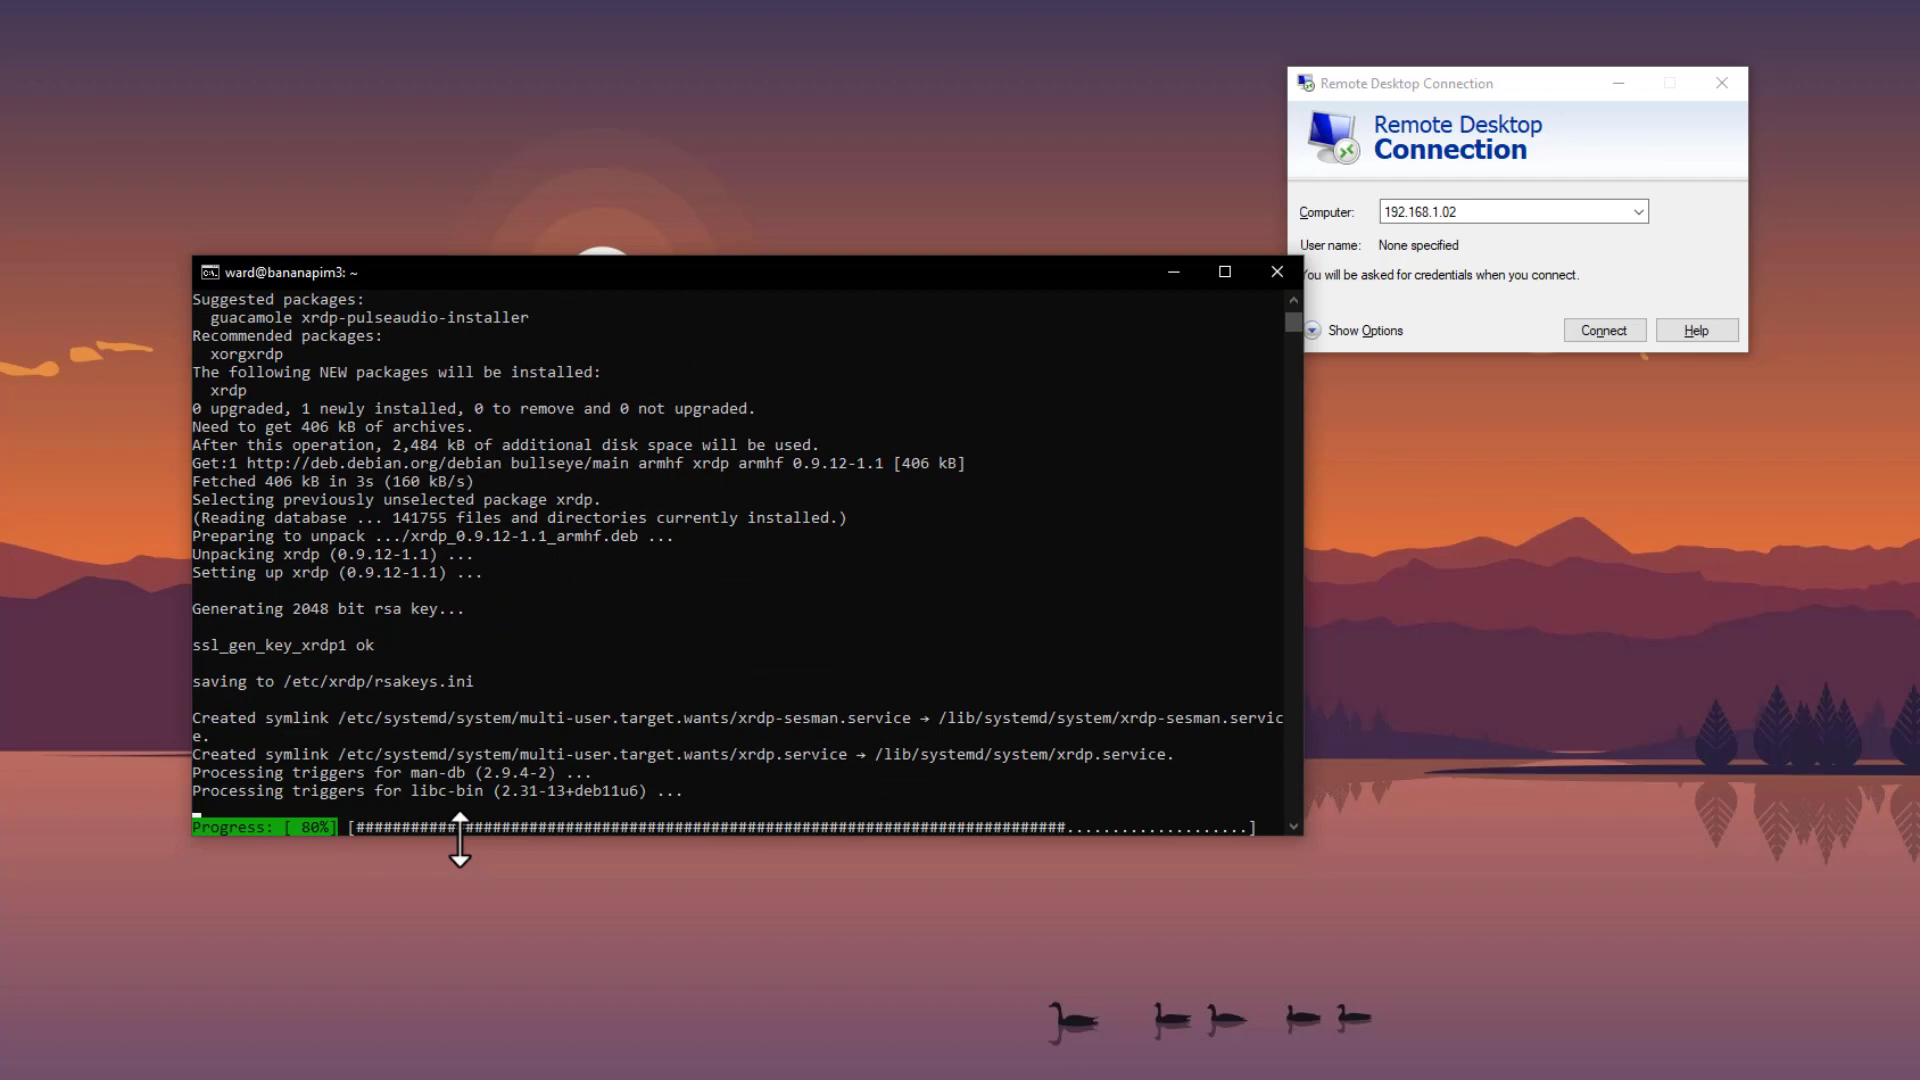 Remote Desktop Connection
Remote Desktop
Connection
Computer:
192.168.1.02
User name:
None specified
You will be asked for credentials when you connect.
Show Options
Connect
Help
ward@bananapim3: ~
Suggested packages:
  guacamole xrdp-pulseaudio-installer
Recommended packages:
  xorgxrdp
The following NEW packages will be installed:
  xrdp
0 upgraded, 1 newly installed, 0 to remove and 0 not upgraded.
Need to get 406 kB of archives.
After this operation, 2,484 kB of additional disk space will be used.
Get:1 http://deb.debian.org/debian bullseye/main armhf xrdp armhf 0.9.12-1.1 [406 kB]
Fetched 406 kB in 3s (160 kB/s)
Selecting previously unselected package xrdp.
(Reading database ... 141755 files and directories currently installed.)
Preparing to unpack .../xrdp_0.9.12-1.1_armhf.deb ...
Unpacking xrdp (0.9.12-1.1) ...
Setting up xrdp (0.9.12-1.1) ...
Generating 2048 bit rsa key...
ssl_gen_key_xrdp1 ok
saving to /etc/xrdp/rsakeys.ini
Created symlink /etc/systemd/system/multi-user.target.wants/xrdp-sesman.service → /lib/systemd/system/xrdp-sesman.servic
e.
Created symlink /etc/systemd/system/multi-user.target.wants/xrdp.service → /lib/systemd/system/xrdp.service.
Processing triggers for man-db (2.9.4-2) ...
Processing triggers for libc-bin (2.31-13+deb11u6) ...
Progress: [ 80%] [##############################################################################....................]